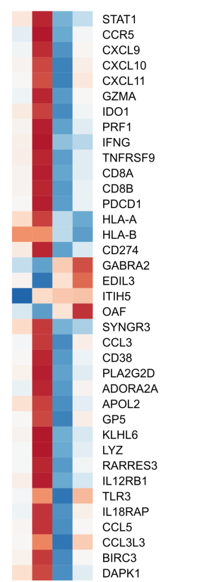 STAT1
CCR5
CXCL9
CXCL10
CXCL11
GZMA
IDO1
PRF1
IFNG
TNFRSF9
CD8A
CD8B
PDCD1
HLA-A
HLA-B
CD274
GABRA2
EDIL3
ITIH5
OAF
SYNGR3
CCL3
CD38
PLA2G2D
ADORA2A
APOL2
GP5
KLHL6
LYZ
RARRES3
IL12RB1
TLR3
IL18RAP
CCL5
CCL3L3
BIRC3
DAPK1